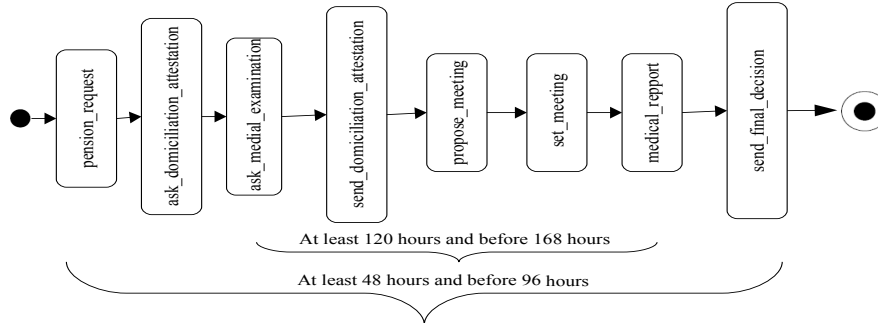 pension_request
ask_domiciliation_attestation
ask_medial_examination
send_domiciliation_attestation
propose_meeting
set_meeting
medical_repport
send_final_decision
At least 120 hours and before 168 hours
At least 48 hours and before 96 hours